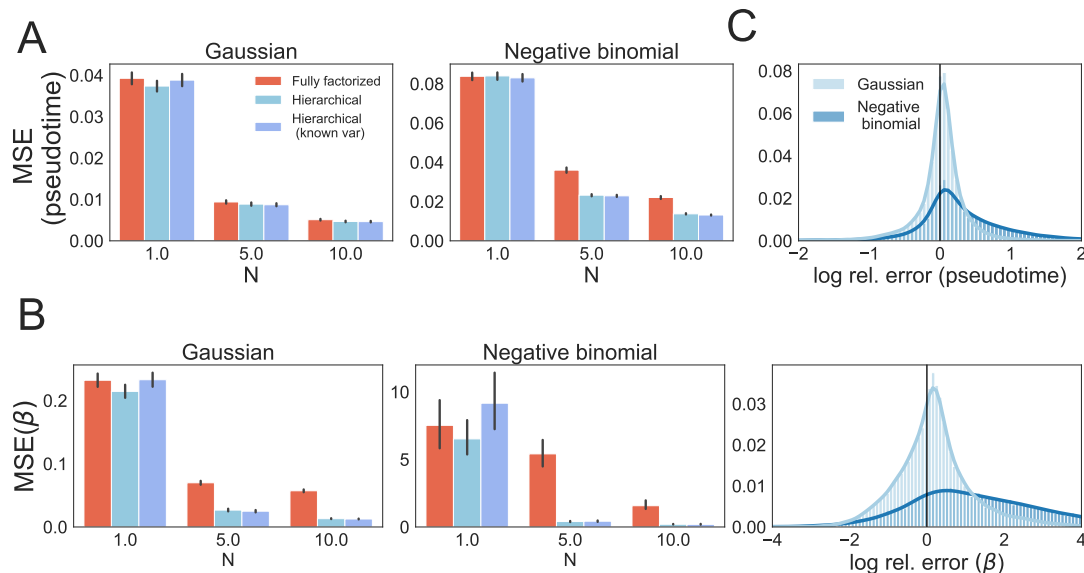 A
Gaussian
MSE
(pseudotime)
0.04
0.03
0.02
0.01
0.00
1.0 5.0 10.0
N
Fully factorized
Hierarchical
Hierarchical
(known var)
Negative binomial
0.08
0.06
0.04
0.02
0.00
1.0 5.0 10.0
N
C
0.08
0.06
0.04
0.02
0.00
Gaussian
Negative
binomial
−2 −1 0 1 2
log rel. error (pseudotime)
B
Gaussian
MSE(β)
0.2
0.1
0.0
1.0 5.0 10.0
N
Negative binomial
10
5
0
1.0 5.0 10.0
N
0.03
0.02
0.01
0.00
−4 −2 0 2 4
log rel. error (β)